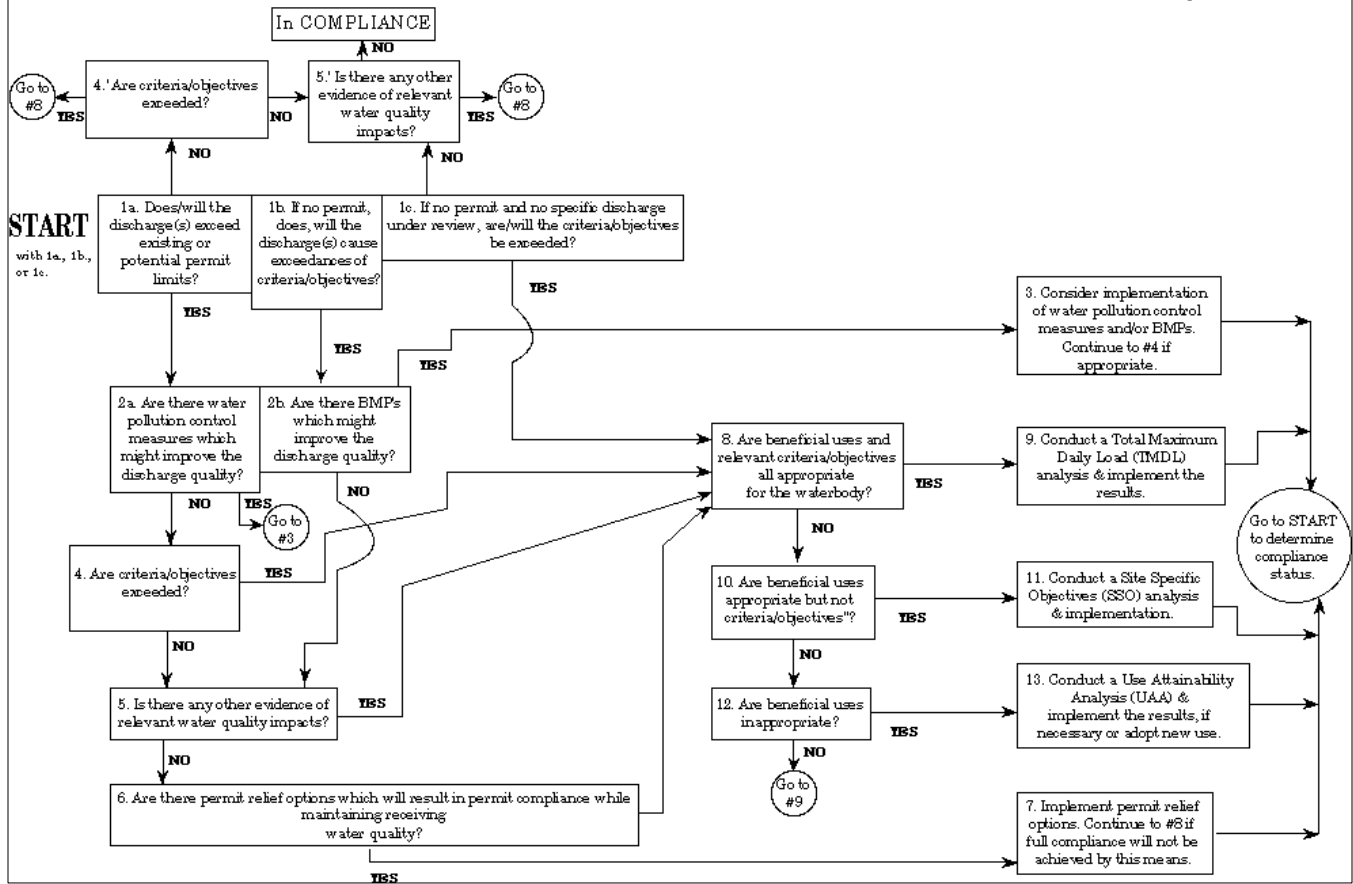 In COMPLIANCE
NO
Go to
#8
YES
4.' Are criteria/objectives
exceeded?
NO
5.' Is there any other
evidence of relevant
water quality
impacts?
YES
Go to
#8
NO
NO
START
with 1a., 1b.,
or 1c.
1a. Does/will the
discharge(s) exceed
existing or
potential permit
limits?
1b. If no permit,
does, will the
discharge(s) cause
exceedances of
criteria/objectives?
1c. If no permit and no specific discharge
under review, are/will the criteria/objectives
be exceeded?
YES
YES
YES
YES
3. Consider implementation
of water pollution control
measures and/or BMPs.
Continue to #4 if
appropriate.
2a. Are there water
pollution control
measures which
might improve the
discharge quality?
2b. Are there BMPs
which might
improve the
discharge quality?
NO
YES
Go to
#3
NO
8. Are beneficial uses and
relevant criteria/objectives
all appropriate
for the waterbody?
YES
NO
9. Conduct a Total Maximum
Daily Load (TMDL)
analysis & implement the
results.
Go to START
to determine
compliance
status.
4. Are criteria/objectives
exceeded?
YES
NO
10. Are beneficial uses
appropriate but not
criteria/objectives"?
YES
NO
11. Conduct a Site Specific
Objectives (SSO) analysis
& implementation.
5. Is there any other evidence of
relevant water quality impacts?
YES
NO
12. Are beneficial uses
inappropriate?
YES
NO
Go to
#9
13. Conduct a Use Attainability
Analysis (UAA) &
implement the results, if
necessary or adopt new use.
6. Are there permit relief options which will result in permit compliance while
maintaining receiving
water quality?
NO
YES
7. Implement permit relief
options. Continue to #8 if
full compliance will not be
achieved by this means.